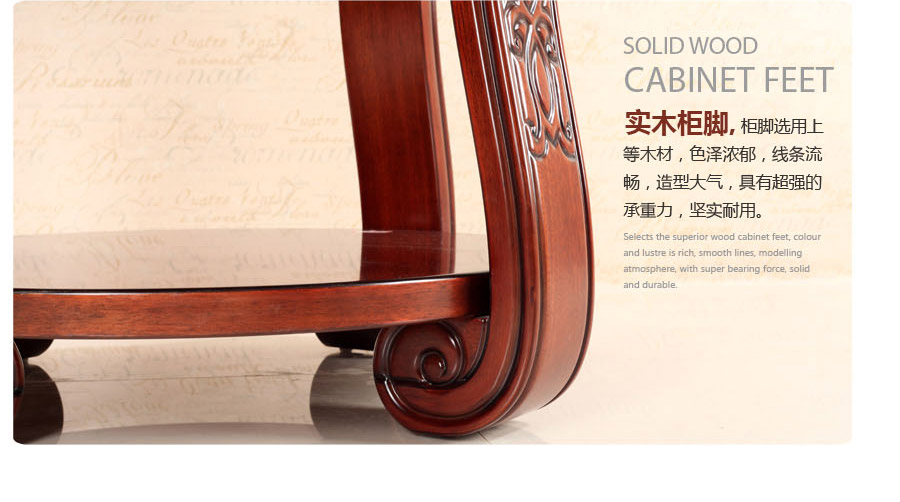 SOLID WOOD
CABINET FEET
实木柜脚, 柜脚选用上
等木材，色泽浓郁，线条流
畅，造型大气，具有超强的
承重力，坚实耐用。
Selects the superior wood cabinet feet, colour
and lustre is rich, smooth lines, modelling
atmosphere, with super bearing force, solid
and durable.